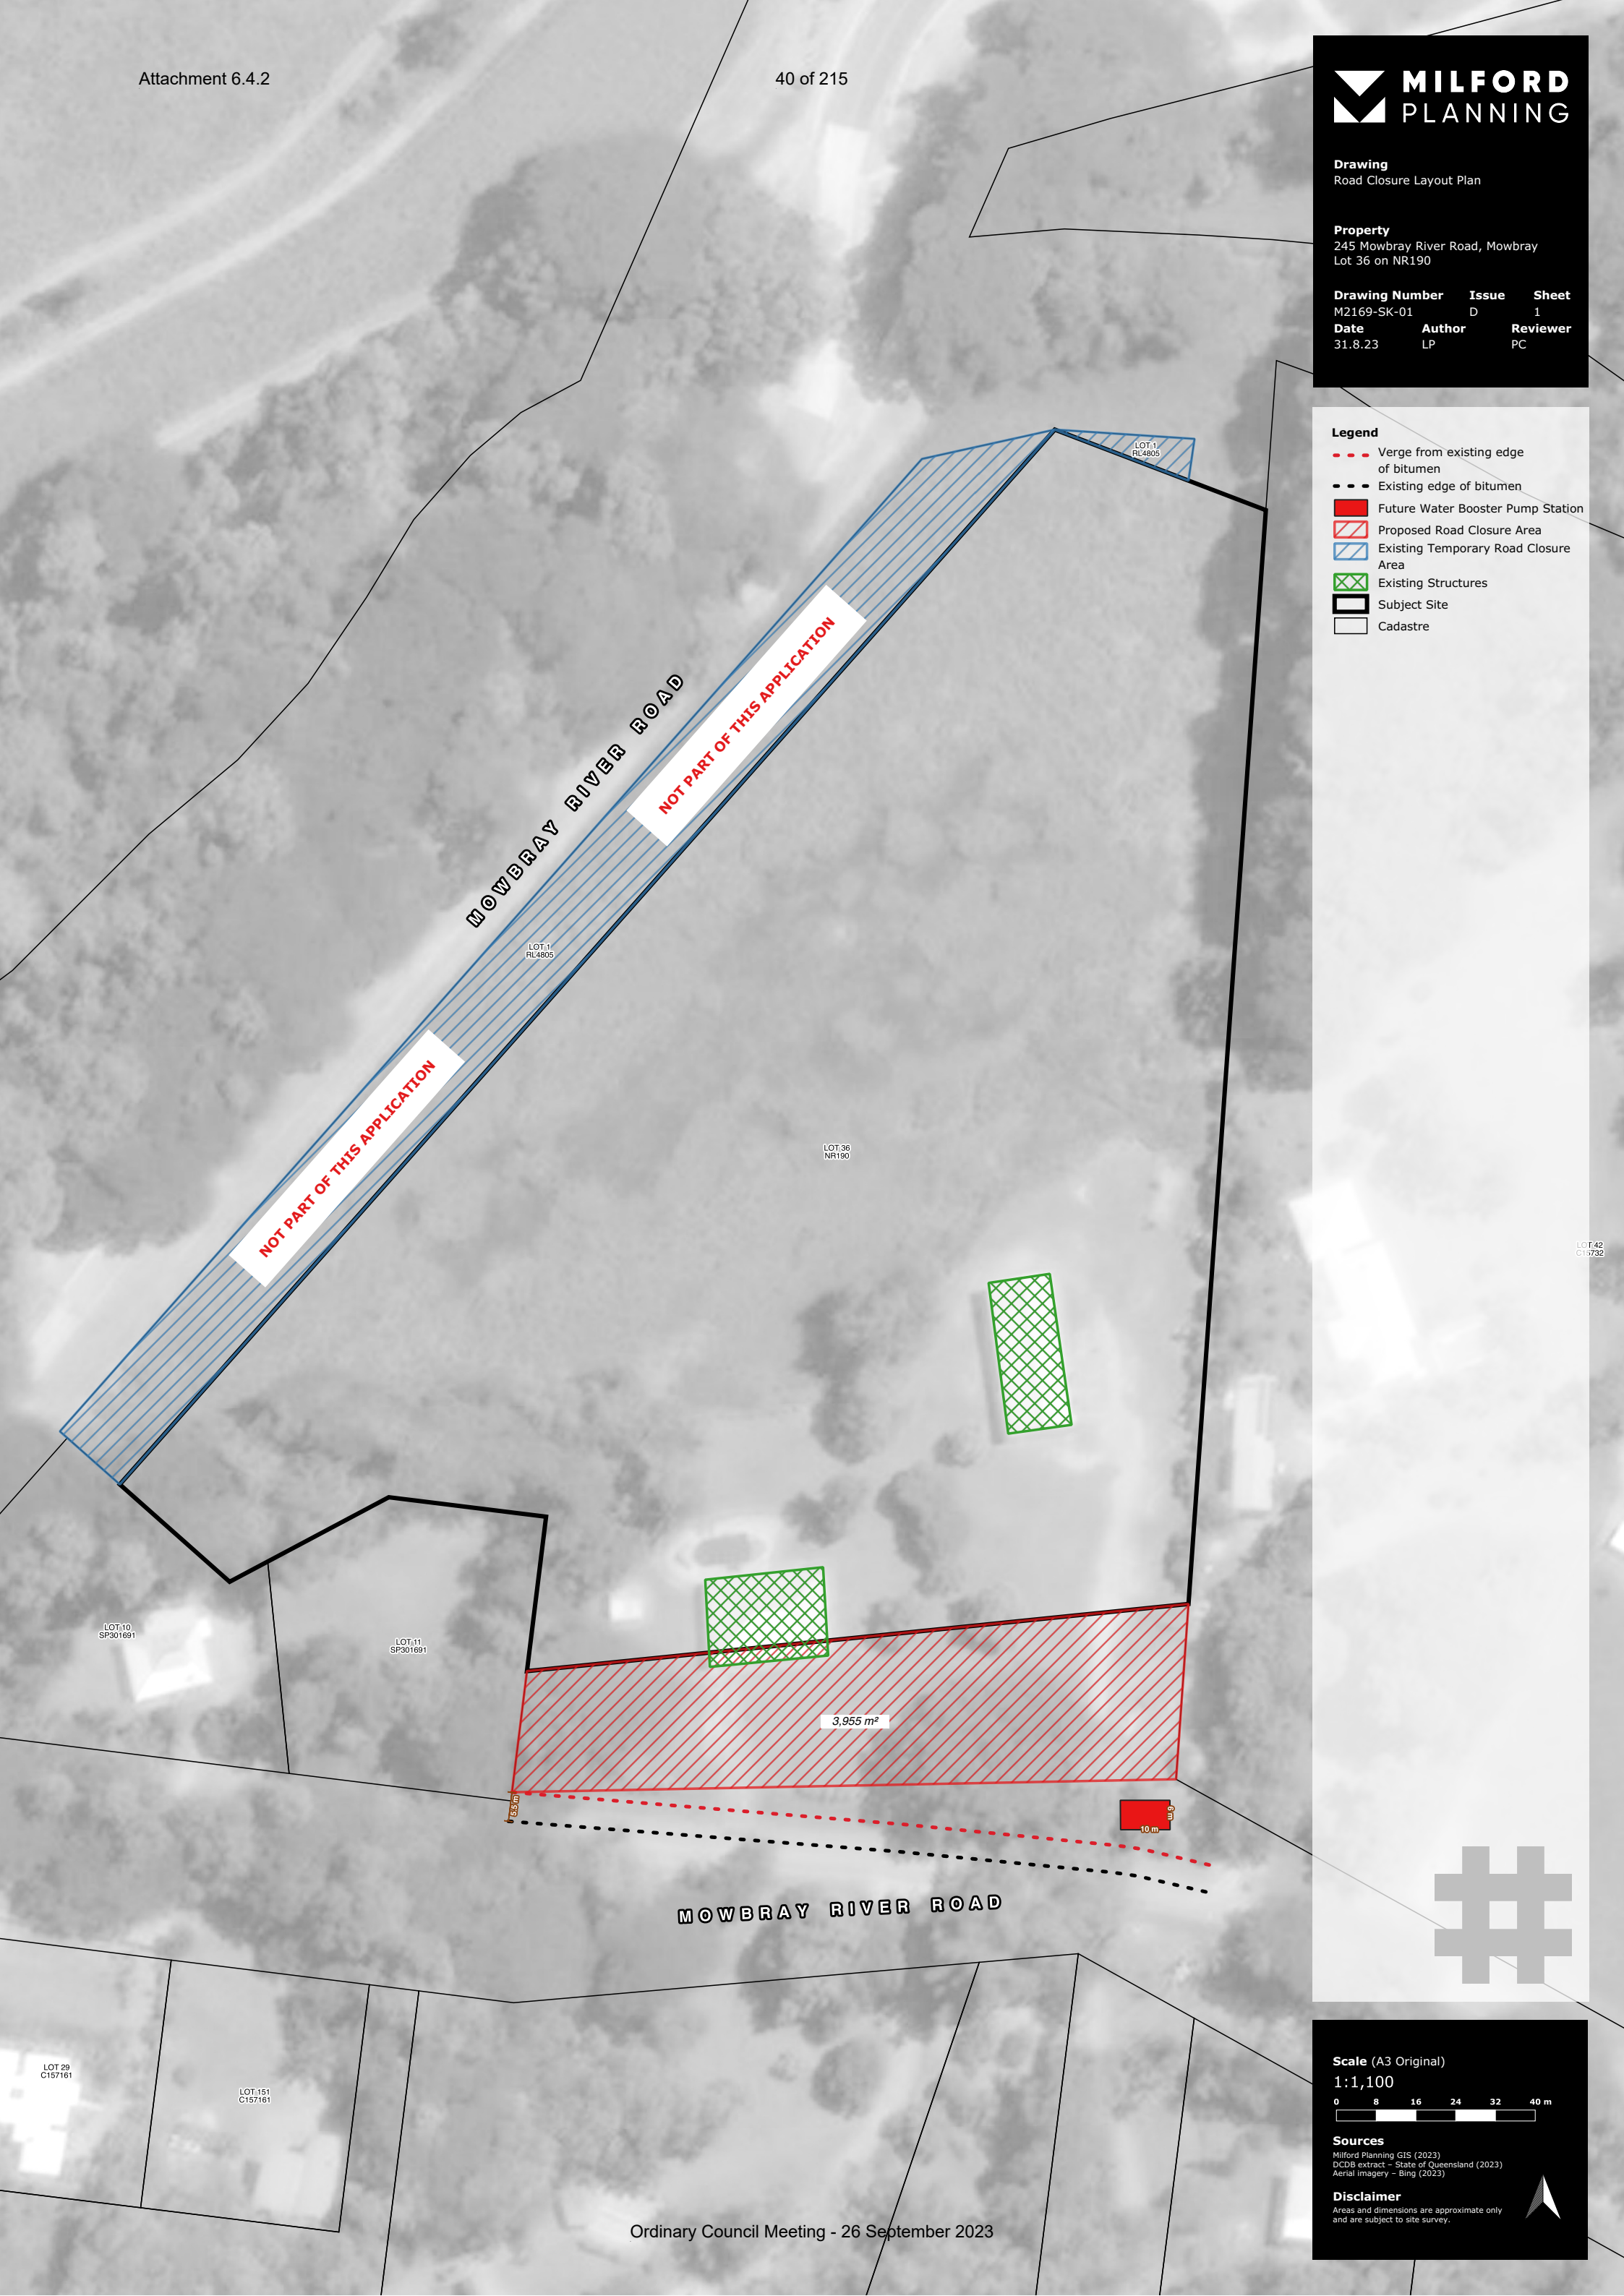 Attachment 6.4.2
40 of 215
MILFORD
PLANNING
Drawing
Road Closure Layout Plan
Property
245 Mowbray River Road, Mowbray
Lot 36 on NR190
Drawing Number Issue Sheet
M2169-SK-01 D 1
Date Author Reviewer
31.8.23 LP PC
Legend
Verge from existing edge
of bitumen
Existing edge of bitumen
Future Water Booster Pump Station
Proposed Road Closure Area
Existing Temporary Road Closure
Area
Existing Structures
Subject Site
Cadastre
LOT 1
RL4805
NOT PART OF THIS APPLICATION
MOWBRAY RIVER ROAD
LOT 1
RL4805
NOT PART OF THIS APPLICATION
LOT 36
NR190
LOT 42
C15732
LOT 10
SP301691
LOT 11
SP301691
3,955 m²
5.5 m
6 m
10 m
MOWBRAY RIVER ROAD
LOT 29
C157161
LOT 151
C157161
Scale (A3 Original)
1:1,100
0 8 16 24 32 40 m
Sources
Milford Planning GIS (2023)
DCDB extract – State of Queensland (2023)
Aerial imagery – Bing (2023)
Disclaimer
Areas and dimensions are approximate only
and are subject to site survey.
Ordinary Council Meeting - 26 September 2023